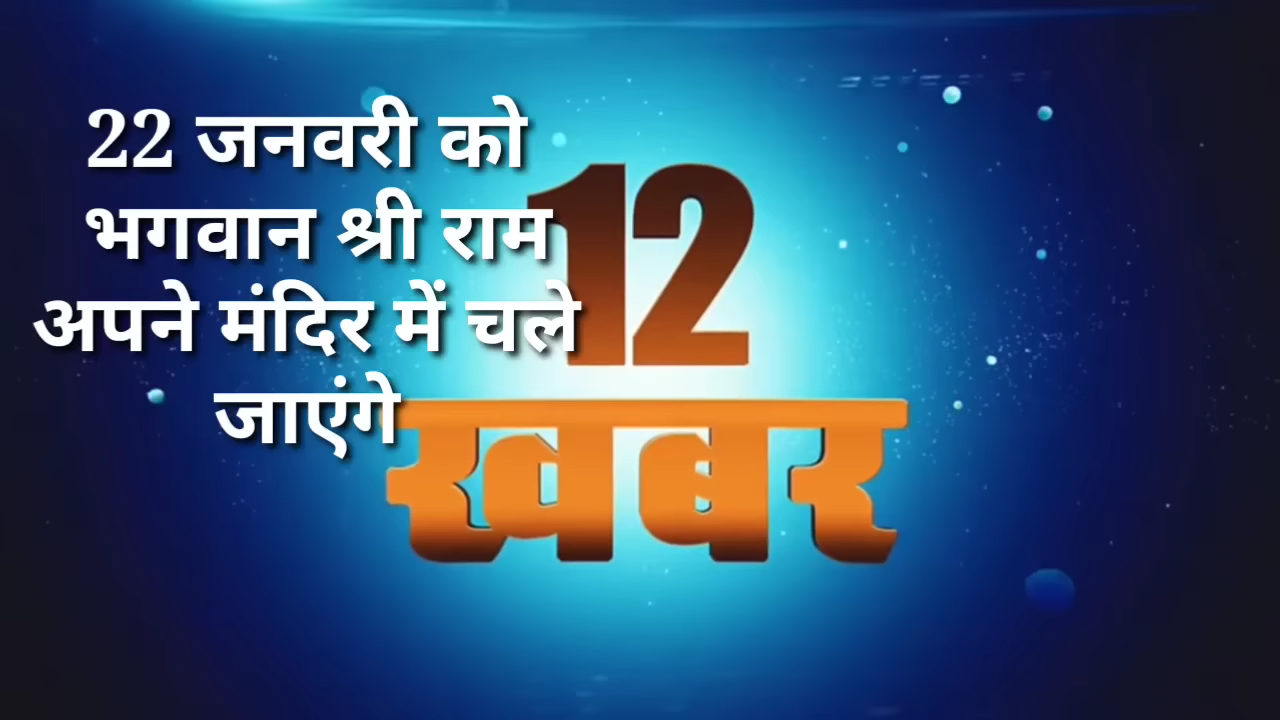 22 जनवरी को
भगवान श्री राम
अपने मंदिर में चले
जाएंगे
12
खबर